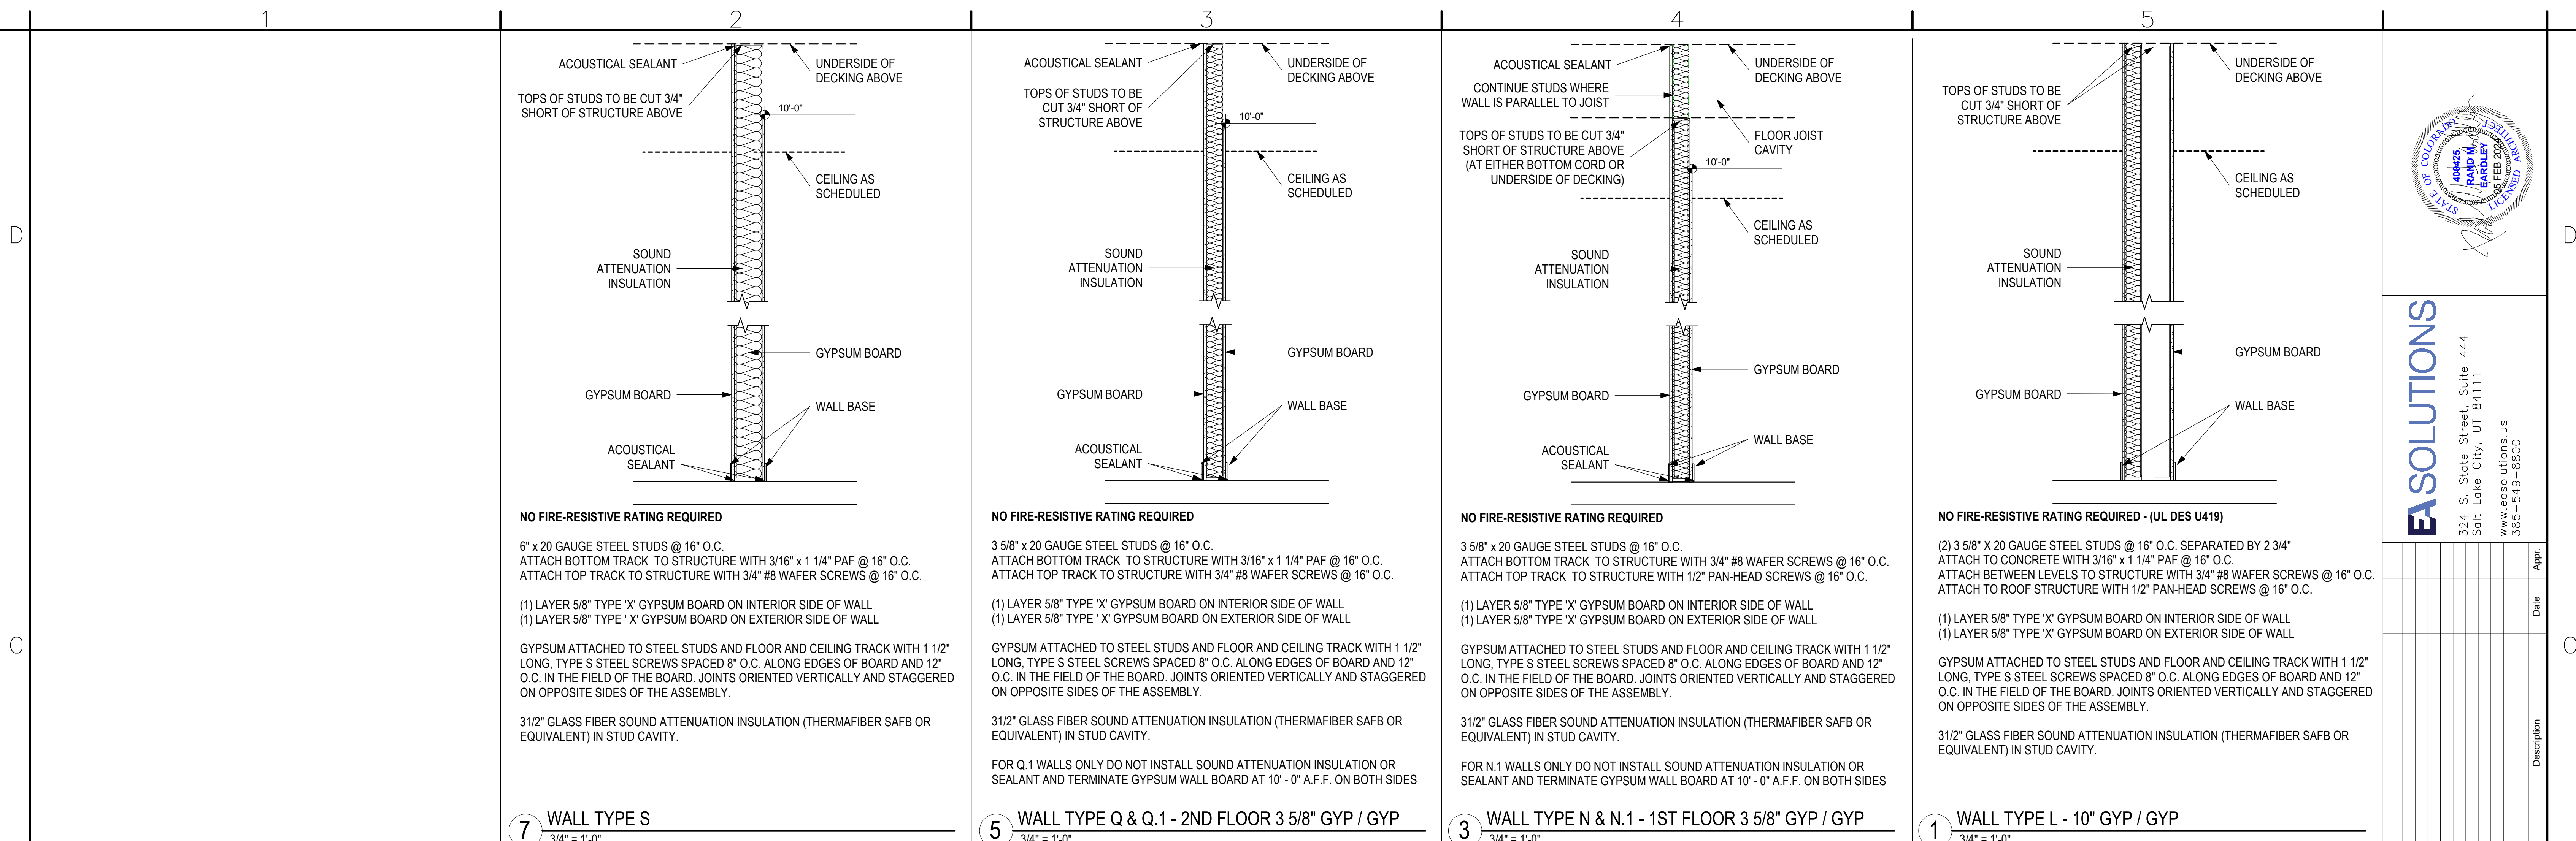 1
2
3
4
5
D
C
ACOUSTICAL SEALANT
TOPS OF STUDS TO BE CUT 3/4"
SHORT OF STRUCTURE ABOVE
UNDERSIDE OF
DECKING ABOVE
10'-0"
CEILING AS
SCHEDULED
SOUND
ATTENUATION
INSULATION
GYPSUM BOARD
GYPSUM BOARD
WALL BASE
ACOUSTICAL
SEALANT
NO FIRE-RESISTIVE RATING REQUIRED
6" x 20 GAUGE STEEL STUDS @ 16" O.C.
ATTACH BOTTOM TRACK TO STRUCTURE WITH 3/16" x 1 1/4" PAF @ 16" O.C.
ATTACH TOP TRACK TO STRUCTURE WITH 3/4" #8 WAFER SCREWS @ 16" O.C.
(1) LAYER 5/8" TYPE 'X' GYPSUM BOARD ON INTERIOR SIDE OF WALL
(1) LAYER 5/8" TYPE ' X' GYPSUM BOARD ON EXTERIOR SIDE OF WALL
GYPSUM ATTACHED TO STEEL STUDS AND FLOOR AND CEILING TRACK WITH 1 1/2"
LONG, TYPE S STEEL SCREWS SPACED 8" O.C. ALONG EDGES OF BOARD AND 12"
O.C. IN THE FIELD OF THE BOARD. JOINTS ORIENTED VERTICALLY AND STAGGERED
ON OPPOSITE SIDES OF THE ASSEMBLY.
31/2" GLASS FIBER SOUND ATTENUATION INSULATION (THERMAFIBER SAFB OR
EQUIVALENT) IN STUD CAVITY.
7 WALL TYPE S
3/4" = 1'-0"
ACOUSTICAL SEALANT
TOPS OF STUDS TO BE
CUT 3/4" SHORT OF
STRUCTURE ABOVE
UNDERSIDE OF
DECKING ABOVE
10'-0"
CEILING AS
SCHEDULED
SOUND
ATTENUATION
INSULATION
GYPSUM BOARD
GYPSUM BOARD
WALL BASE
ACOUSTICAL
SEALANT
NO FIRE-RESISTIVE RATING REQUIRED
3 5/8" x 20 GAUGE STEEL STUDS @ 16" O.C.
ATTACH BOTTOM TRACK TO STRUCTURE WITH 3/16" x 1 1/4" PAF @ 16" O.C.
ATTACH TOP TRACK TO STRUCTURE WITH 3/4" #8 WAFER SCREWS @ 16" O.C.
(1) LAYER 5/8" TYPE 'X' GYPSUM BOARD ON INTERIOR SIDE OF WALL
(1) LAYER 5/8" TYPE ' X' GYPSUM BOARD ON EXTERIOR SIDE OF WALL
GYPSUM ATTACHED TO STEEL STUDS AND FLOOR AND CEILING TRACK WITH 1 1/2"
LONG, TYPE S STEEL SCREWS SPACED 8" O.C. ALONG EDGES OF BOARD AND 12"
O.C. IN THE FIELD OF THE BOARD. JOINTS ORIENTED VERTICALLY AND STAGGERED
ON OPPOSITE SIDES OF THE ASSEMBLY.
31/2" GLASS FIBER SOUND ATTENUATION INSULATION (THERMAFIBER SAFB OR
EQUIVALENT) IN STUD CAVITY.
FOR Q.1 WALLS ONLY DO NOT INSTALL SOUND ATTENUATION INSULATION OR
SEALANT AND TERMINATE GYPSUM WALL BOARD AT 10' - 0" A.F.F. ON BOTH SIDES
5 WALL TYPE Q & Q.1 - 2ND FLOOR 3 5/8" GYP / GYP
3/4" = 1'-0"
ACOUSTICAL SEALANT
CONTINUE STUDS WHERE
WALL IS PARALLEL TO JOIST
TOPS OF STUDS TO BE CUT 3/4"
SHORT OF STRUCTURE ABOVE
(AT EITHER BOTTOM CORD OR
UNDERSIDE OF DECKING)
UNDERSIDE OF
DECKING ABOVE
FLOOR JOIST
CAVITY
10'-0"
CEILING AS
SCHEDULED
SOUND
ATTENUATION
INSULATION
GYPSUM BOARD
GYPSUM BOARD
WALL BASE
ACOUSTICAL
SEALANT
NO FIRE-RESISTIVE RATING REQUIRED
3 5/8" x 20 GAUGE STEEL STUDS @ 16" O.C.
ATTACH BOTTOM TRACK TO STRUCTURE WITH 3/4" #8 WAFER SCREWS @ 16" O.C.
ATTACH TOP TRACK TO STRUCTURE WITH 1/2" PAN-HEAD SCREWS @ 16" O.C.
(1) LAYER 5/8" TYPE 'X' GYPSUM BOARD ON INTERIOR SIDE OF WALL
(1) LAYER 5/8" TYPE 'X' GYPSUM BOARD ON EXTERIOR SIDE OF WALL
GYPSUM ATTACHED TO STEEL STUDS AND FLOOR AND CEILING TRACK WITH 1 1/2"
LONG, TYPE S STEEL SCREWS SPACED 8" O.C. ALONG EDGES OF BOARD AND 12"
O.C. IN THE FIELD OF THE BOARD. JOINTS ORIENTED VERTICALLY AND STAGGERED
ON OPPOSITE SIDES OF THE ASSEMBLY.
31/2" GLASS FIBER SOUND ATTENUATION INSULATION (THERMAFIBER SAFB OR
EQUIVALENT) IN STUD CAVITY.
FOR N.1 WALLS ONLY DO NOT INSTALL SOUND ATTENUATION INSULATION OR
SEALANT AND TERMINATE GYPSUM WALL BOARD AT 10' - 0" A.F.F. ON BOTH SIDES
3 WALL TYPE N & N.1 - 1ST FLOOR 3 5/8" GYP / GYP
3/4" = 1'-0"
TOPS OF STUDS TO BE
CUT 3/4" SHORT OF
STRUCTURE ABOVE
UNDERSIDE OF
DECKING ABOVE
CEILING AS
SCHEDULED
SOUND
ATTENUATION
INSULATION
GYPSUM BOARD
GYPSUM BOARD
WALL BASE
NO FIRE-RESISTIVE RATING REQUIRED - (UL DES U419)
(2) 3 5/8" X 20 GAUGE STEEL STUDS @ 16" O.C. SEPARATED BY 2 3/4"
ATTACH TO CONCRETE WITH 3/16" x 1 1/4" PAF @ 16" O.C.
ATTACH BETWEEN LEVELS TO STRUCTURE WITH 3/4" #8 WAFER SCREWS @ 16" O.C.
ATTACH TO ROOF STRUCTURE WITH 1/2" PAN-HEAD SCREWS @ 16" O.C.
(1) LAYER 5/8" TYPE 'X' GYPSUM BOARD ON INTERIOR SIDE OF WALL
(1) LAYER 5/8" TYPE 'X' GYPSUM BOARD ON EXTERIOR SIDE OF WALL
GYPSUM ATTACHED TO STEEL STUDS AND FLOOR AND CEILING TRACK WITH 1 1/2"
LONG, TYPE S STEEL SCREWS SPACED 8" O.C. ALONG EDGES OF BOARD AND 12"
O.C. IN THE FIELD OF THE BOARD. JOINTS ORIENTED VERTICALLY AND STAGGERED
ON OPPOSITE SIDES OF THE ASSEMBLY.
31/2" GLASS FIBER SOUND ATTENUATION INSULATION (THERMAFIBER SAFB OR
EQUIVALENT) IN STUD CAVITY.
1 WALL TYPE L - 10" GYP / GYP
3/4" = 1'-0"
STATE OF COLORADO
LICENSED ARCHITECT
400425
RAND M.
EARDLEY
05 FEB
EASOLUTIONS
324 S. State Street, Suite 444
Salt Lake City, UT 84111
www.easolutions.us
385-549-8800
Appr.
Date
Description
D
C